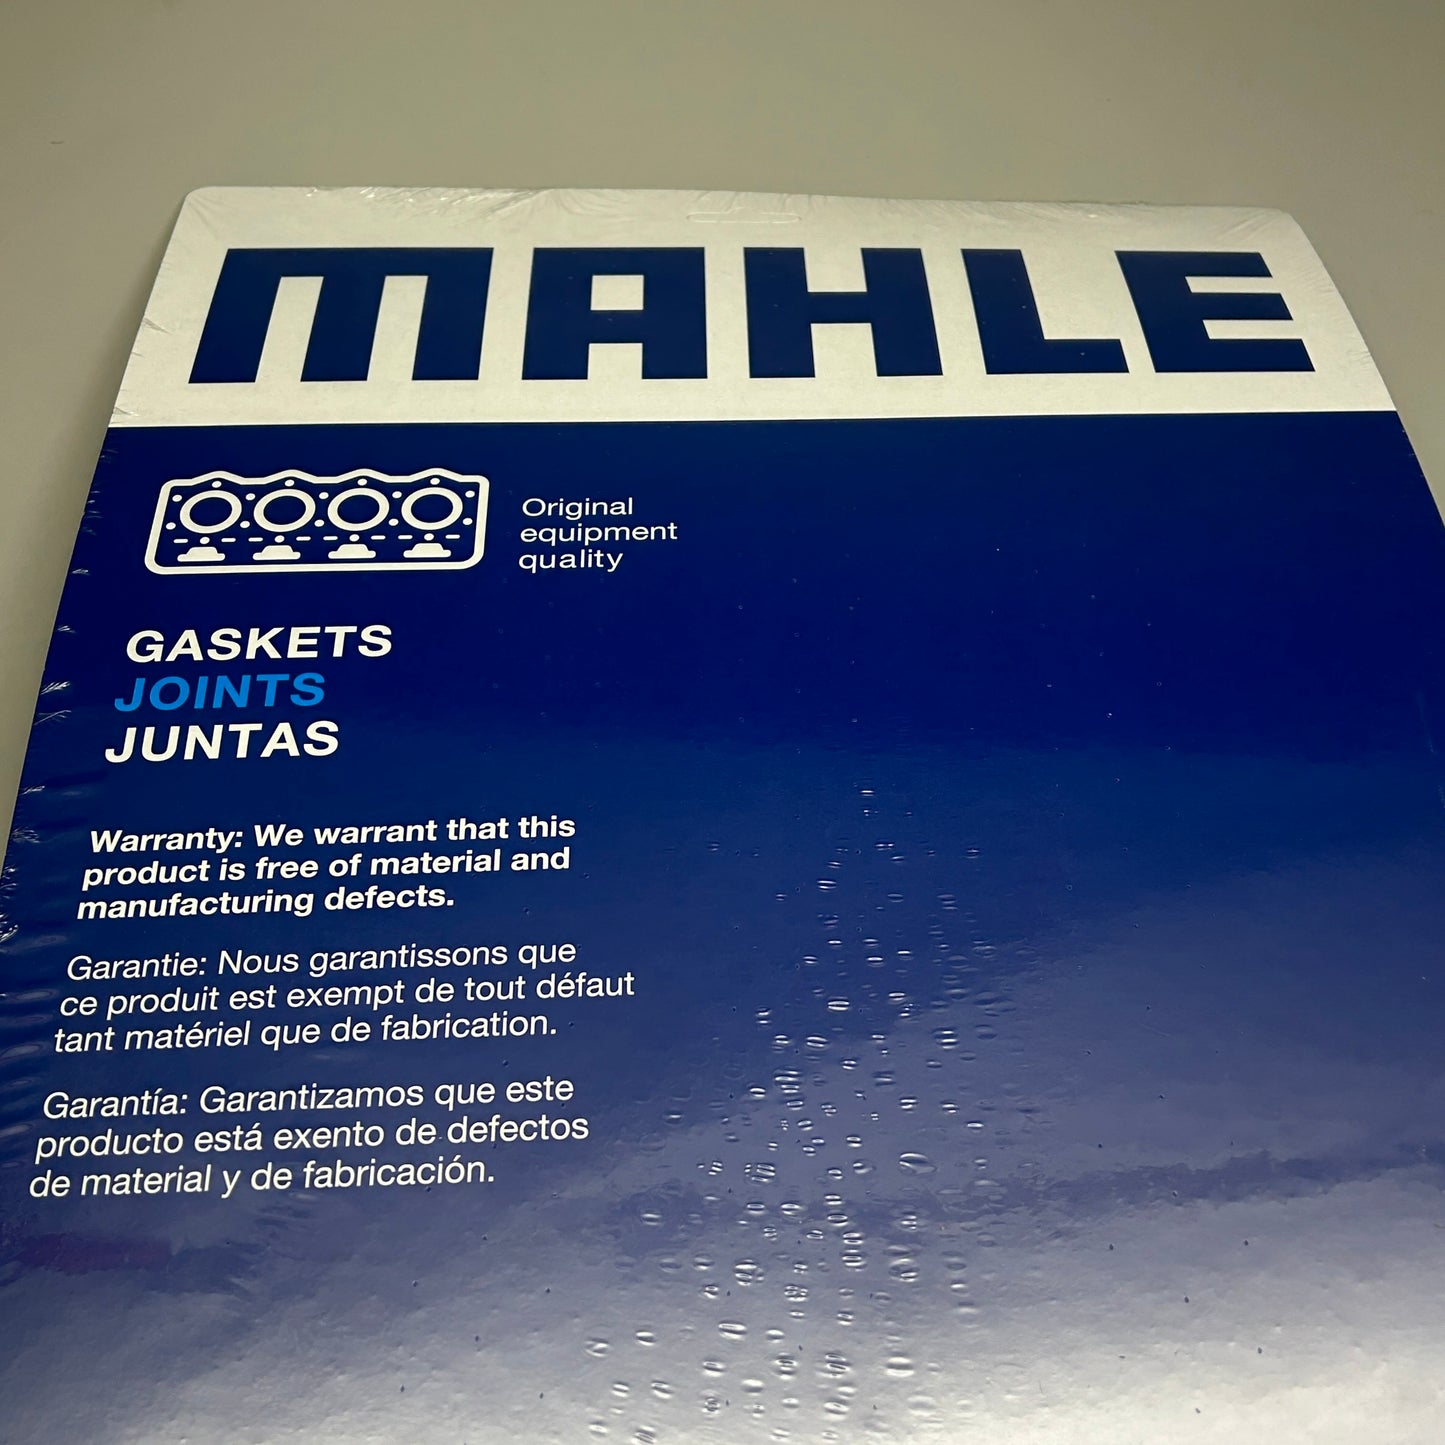 MAHLE
Original
equipment
quality
GASKETS
JOINTS
JUNTAS
Warranty: We warrant that this
product is free of material and
manufacturing defects.
Garantie: Nous garantissons que
ce produit est exempt de tout défaut
tant matériel que de fabrication.
Garantía: Garantizamos que este
producto está exento de defectos
de material y de fabricación.